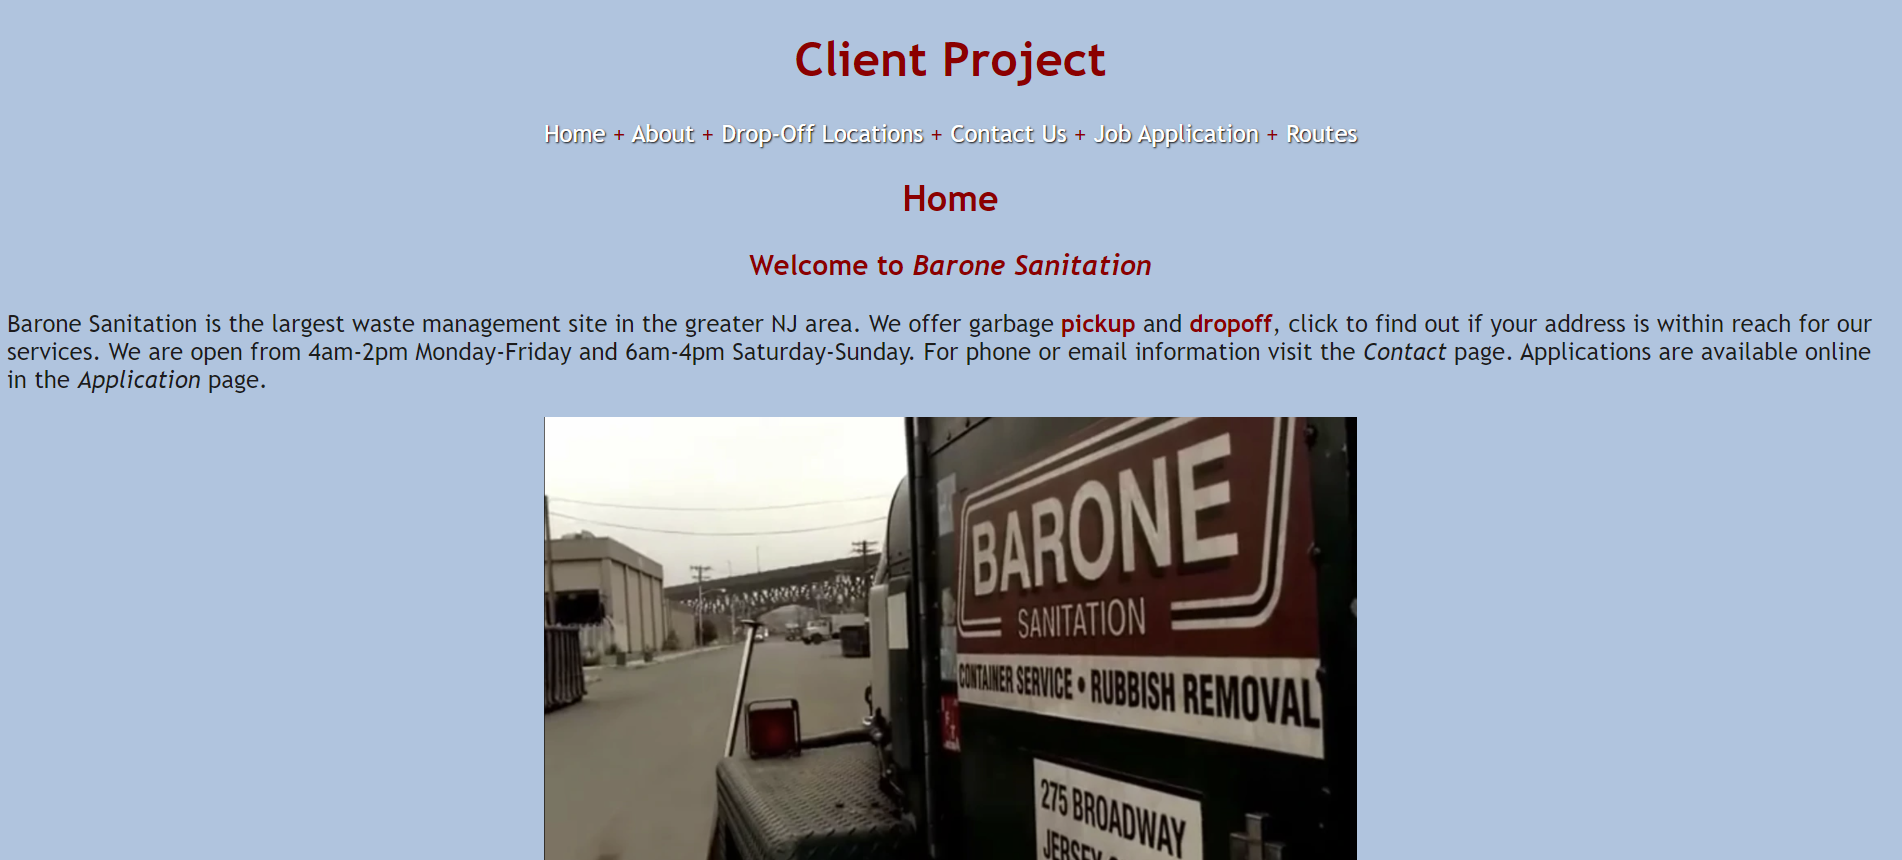 Client Project
Home + About + Drop-Off Locations + Contact Us + Job Application + Routes
Home
Welcome to Barone Sanitation
Barone Sanitation is the largest waste management site in the greater NJ area. We offer garbage pickup and dropoff, click to find out if your address is within reach for our
services. We are open from 4am-2pm Monday-Friday and 6am-4pm Saturday-Sunday. For phone or email information visit the Contact page. Applications are available online
in the Application page.
BARONE
SANITATION
CONTAINER SERVICE • RUBBISH REMOVAL
275 BROADWAY
JERSEY